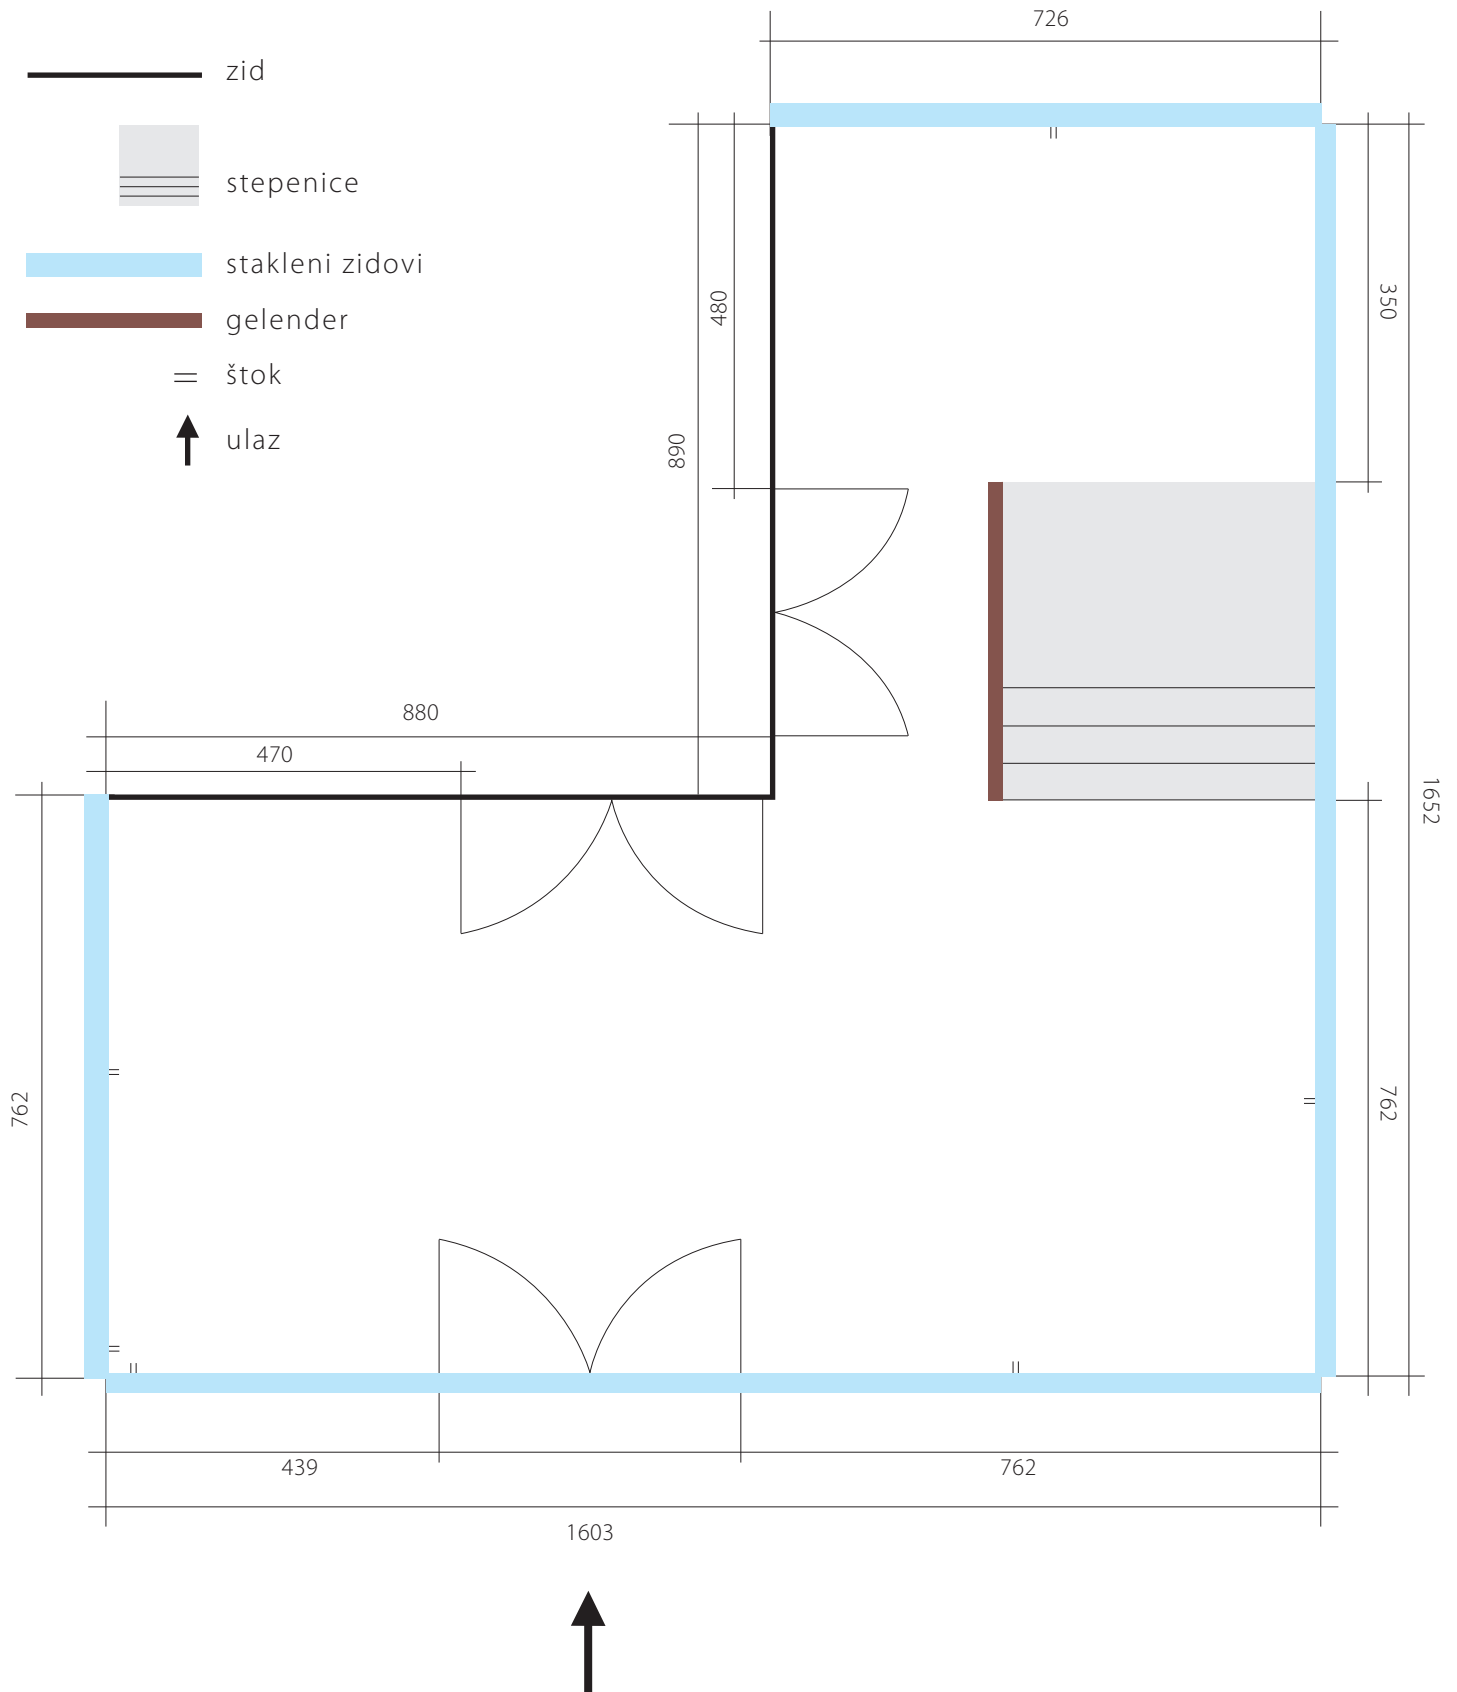 726
zid
stepenice
stakleni zidovi
gelender
štok
ulaz
480
350
890
880
470
1652
762
762
439
762
1603